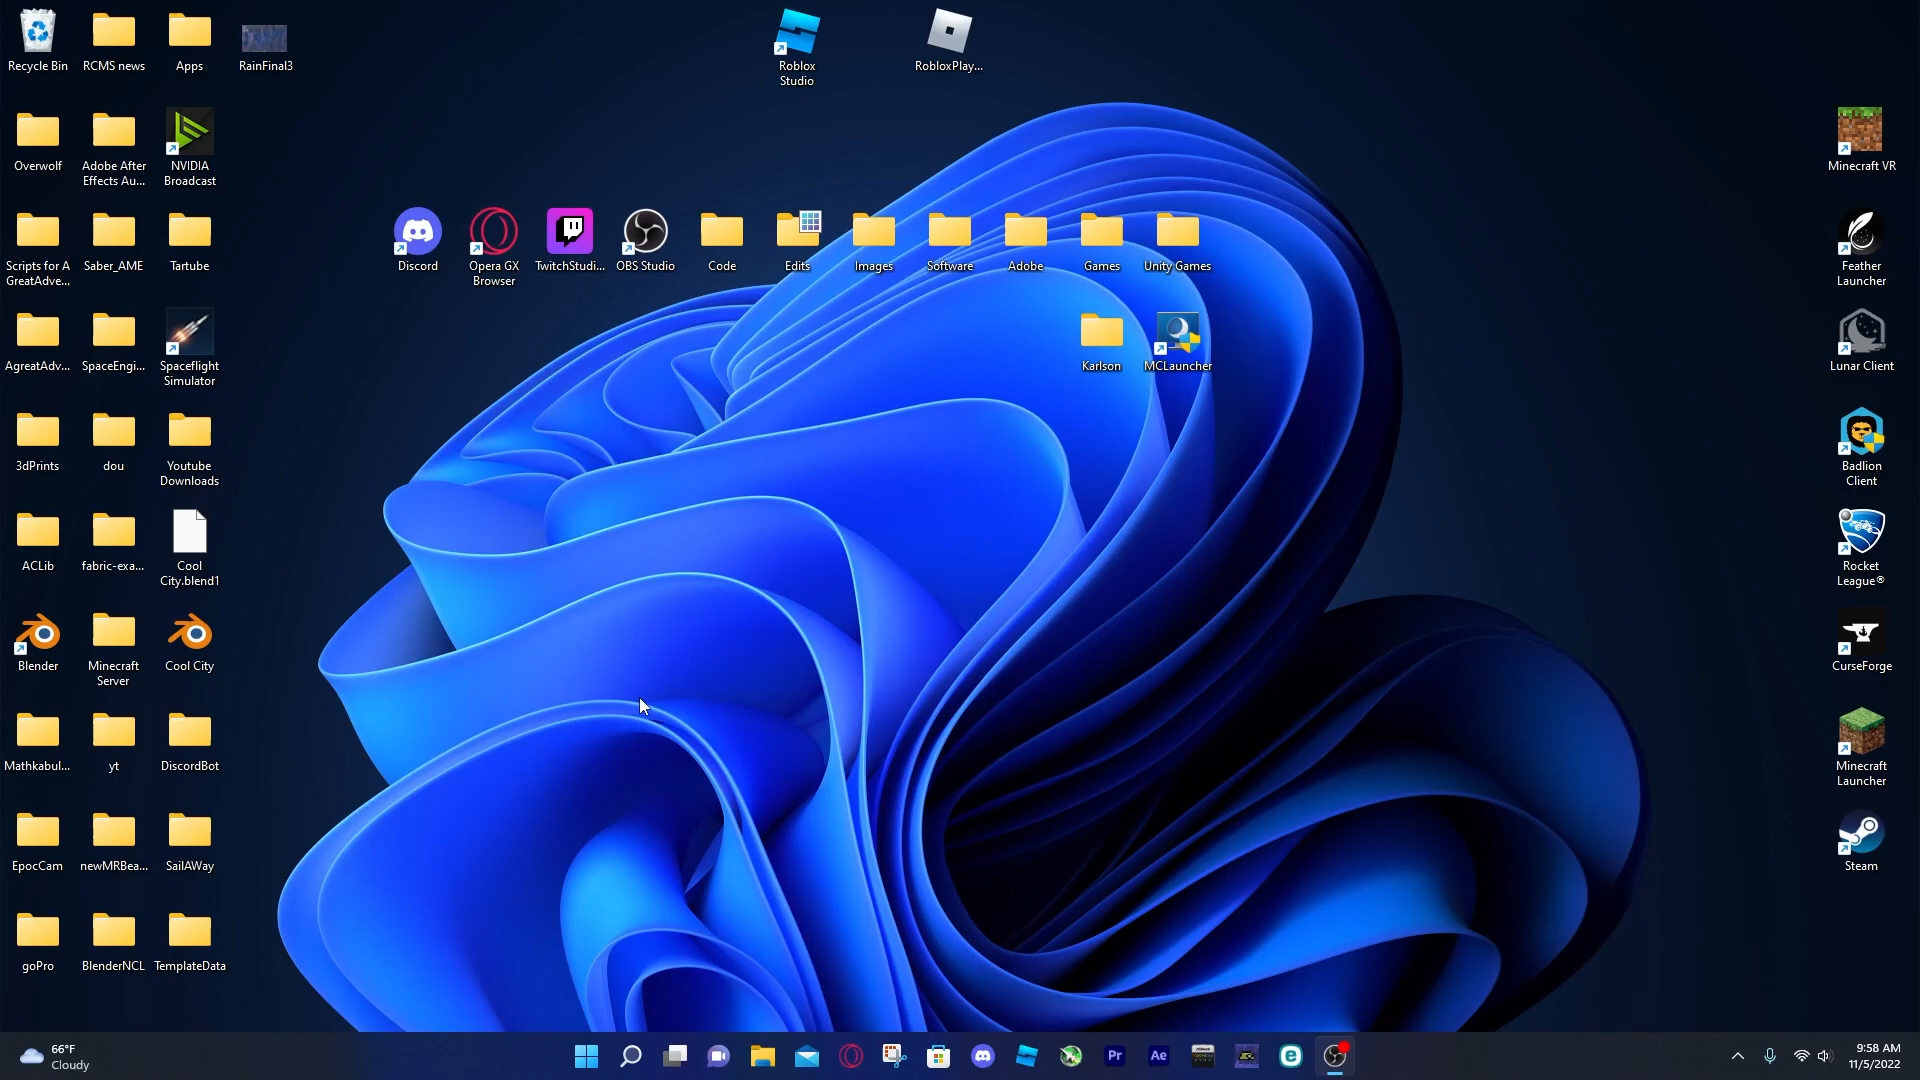 Recycle Bin
RCMS news
Apps
RainFinal3
Roblox
Studio
RobloxPlay...
Overwolf
Adobe After
Effects Au...
NVIDIA
Broadcast
Minecraft VR
Scripts for A
GreatAdve...
Saber_AME
Tartube
Discord
Opera GX
Browser
TwitchStudi...
OBS Studio
Code
Edits
Images
Software
Adobe
Games
Unity Games
Feather
Launcher
AgreatAdv...
SpaceEngi...
Spaceflight
Simulator
Karlson
MCLauncher
Lunar Client
3dPrints
dou
Youtube
Downloads
Badlion
Client
ACLib
fabric-exa...
Cool
City.blend1
Rocket
League®
Blender
Minecraft
Server
Cool City
CurseForge
Mathkabul...
yt
DiscordBot
Minecraft
Launcher
EpocCam
newMRBea...
SailAWay
Steam
goPro
BlenderNCL
TemplateData
66°F
Cloudy
Pr
Ae
9:58 AM
11/5/2022